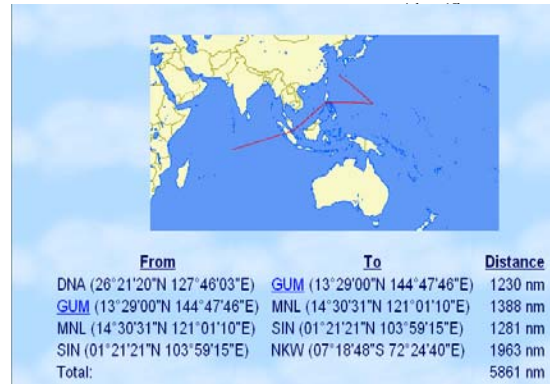 From To Distance
DNA (26°21'20"N 127°46'03"E) GUM (13°29'00"N 144°47'46"E) 1230 nm
GUM (13°29'00"N 144°47'46"E) MNL (14°30'31"N 121°01'10"E) 1388 nm
MNL (14°30'31"N 121°01'10"E) SIN (01°21'21"N 103°59'15"E) 1281 nm
SIN (01°21'21"N 103°59'15"E) NKW (07°18'48"S 72°24'40"E) 1963 nm
Total: 5861 nm